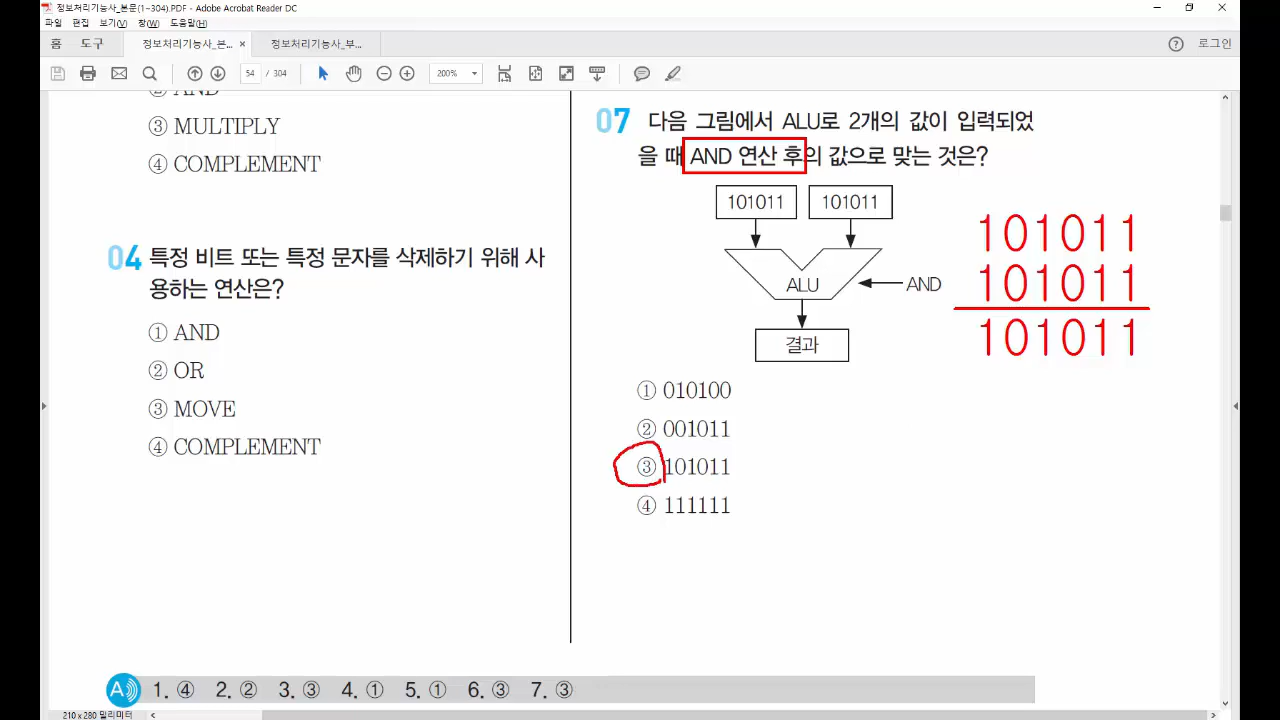 정보처리기능사_본문(1-304).PDF - Adobe Acrobat Reader DC
파일 편집 보기(V) 창(W) 도움말(H)
홈 도구 정보처리기능사_본... × 정보처리기능사_부... ? 로그인
54 / 304 200%
② AND
③ MULTIPLY
④ COMPLEMENT
04 특정 비트 또는 특정 문자를 삭제하기 위해 사
용하는 연산은?
① AND
② OR
③ MOVE
④ COMPLEMENT
07 다음 그림에서 ALU로 2개의 값이 입력되었
을 때 AND 연산 후의 값으로 맞는 것은?
101011 101011
ALU
AND
결과
101011
101011
101011
① 010100
② 001011
③ 101011
④ 111111
A 1. ④ 2. ② 3. ③ 4. ① 5. ① 6. ③ 7. ③
210 x 280 밀리미터